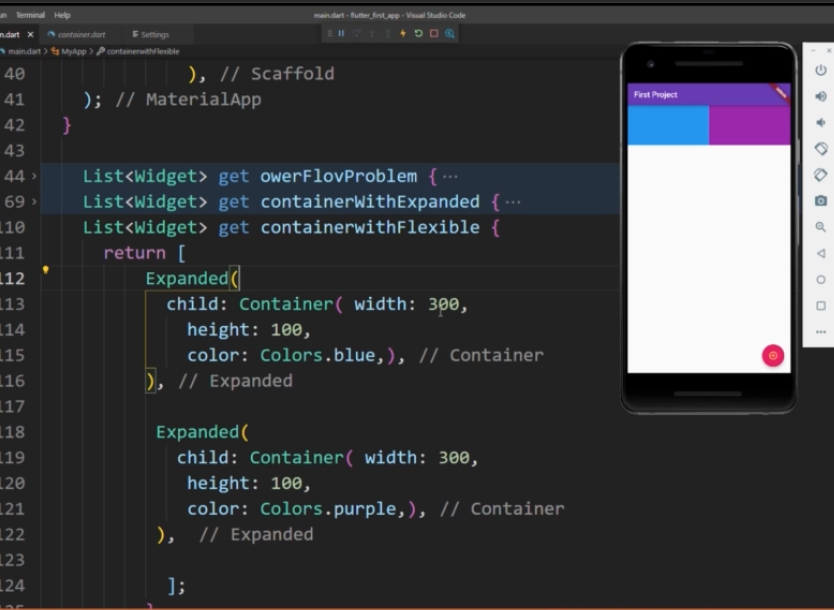 un Terminal Help
main.dart - flutter_first_app - Visual Studio Code
n.dart × container.dart Settings
main.dart > MyApp > containerwithFlexible
40 ), // Scaffold
41 ); // MaterialApp
42 }
43
44 > List<Widget> get owerFlovProblem { ···
69 > List<Widget> get containerWithExpanded { ···
110 List<Widget> get containerwithFlexible {
111 return [
112 Expanded(
113 child: Container( width: 300,
114 height: 100,
115 color: Colors.blue,), // Container
116 ), // Expanded
117
118 Expanded(
119 child: Container( width: 300,
120 height: 100,
121 color: Colors.purple,), // Container
122 ), // Expanded
123
124 ];
125 }
First Project